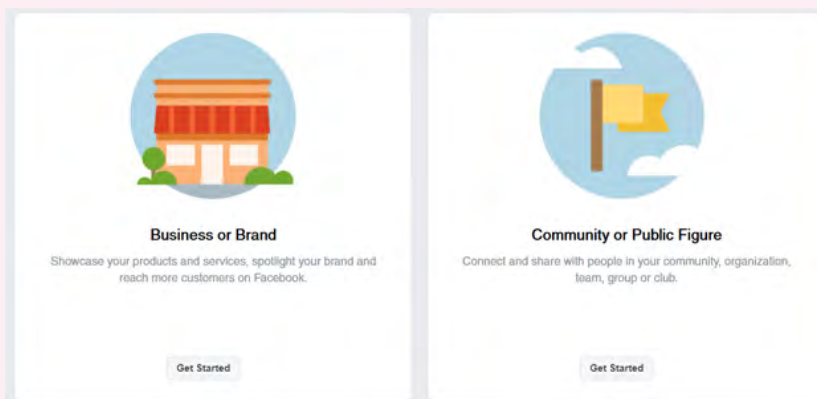 Business or Brand
Showcase your products and services, spotlight your brand and
reach more customers on Facebook.
Get Started
Community or Public Figure
Connect and share with people in your community, organization,
team, group or club.
Get Started